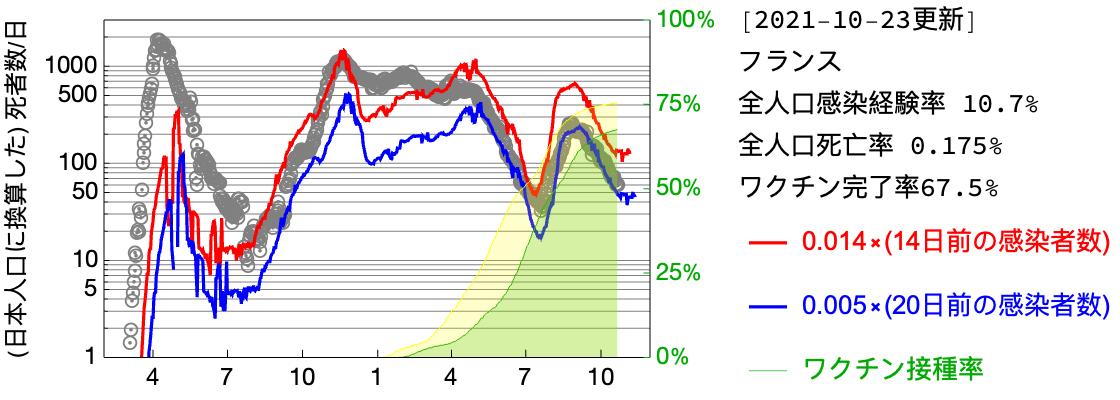 (日本人口に換算した) 死者数/日
1000
500
100
50
10
5
1
4
7
10
1
4
7
10
100%
75%
50%
25%
0%
[2021-10-23更新]
フランス
全人口感染経験率 10.7%
全人口死亡率 0.175%
ワクチン完了率67.5%
0.014×(14日前の感染者数)
0.005×(20日前の感染者数)
ワクチン接種率